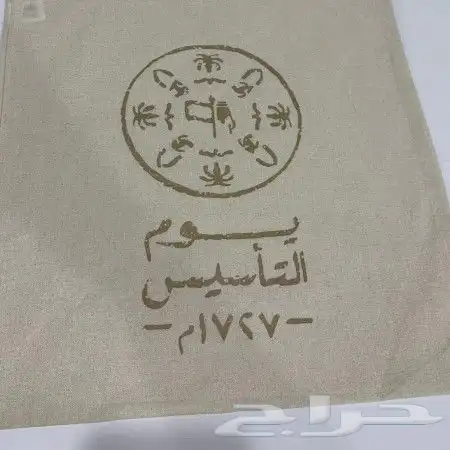 يوم
التأسيس
-١٧٢٧م-
حراج